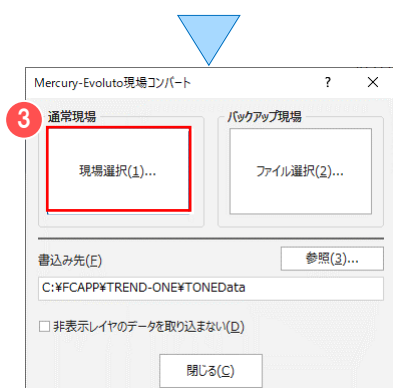 Mercury-Evoluto現場コンバート ? ×
3
通常現場
バックアップ現場
現場選択(1)...
ファイル選択(2)...
書込み先(F)
参照(3)...
C:¥FCAPP¥TREND-ONE¥TONEData
非表示レイヤのデータを取り込まない(D)
閉じる(C)